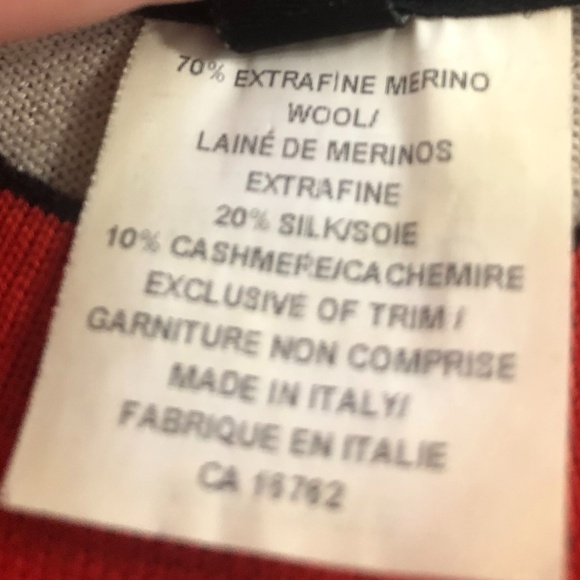 70% EXTRAFINE MERINO
WOOL/
LAINÉ DE MERINOS
EXTRAFINE
20% SILK/SOIE
10% CASHMERE/CACHEMIRE
EXCLUSIVE OF TRIM /
GARNITURE NON COMPRISE
MADE IN ITALY/
FABRIQUE EN ITALIE
CA 16762